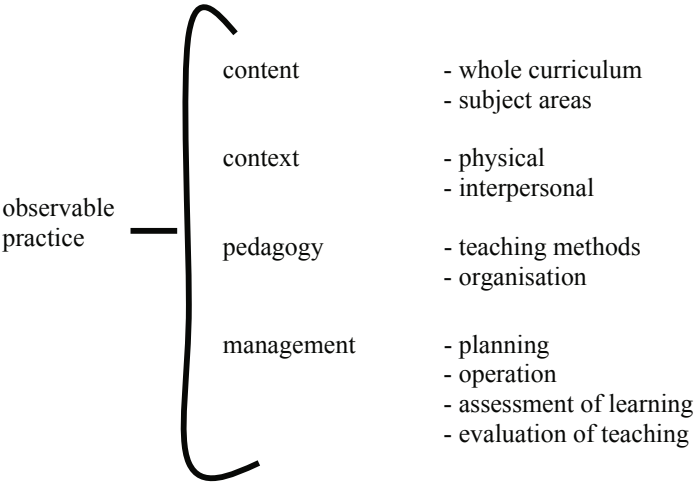 content - whole curriculum
- subject areas
context - physical
- interpersonal
observable
practice
pedagogy - teaching methods
- organisation
management - planning
- operation
- assessment of learning
- evaluation of teaching